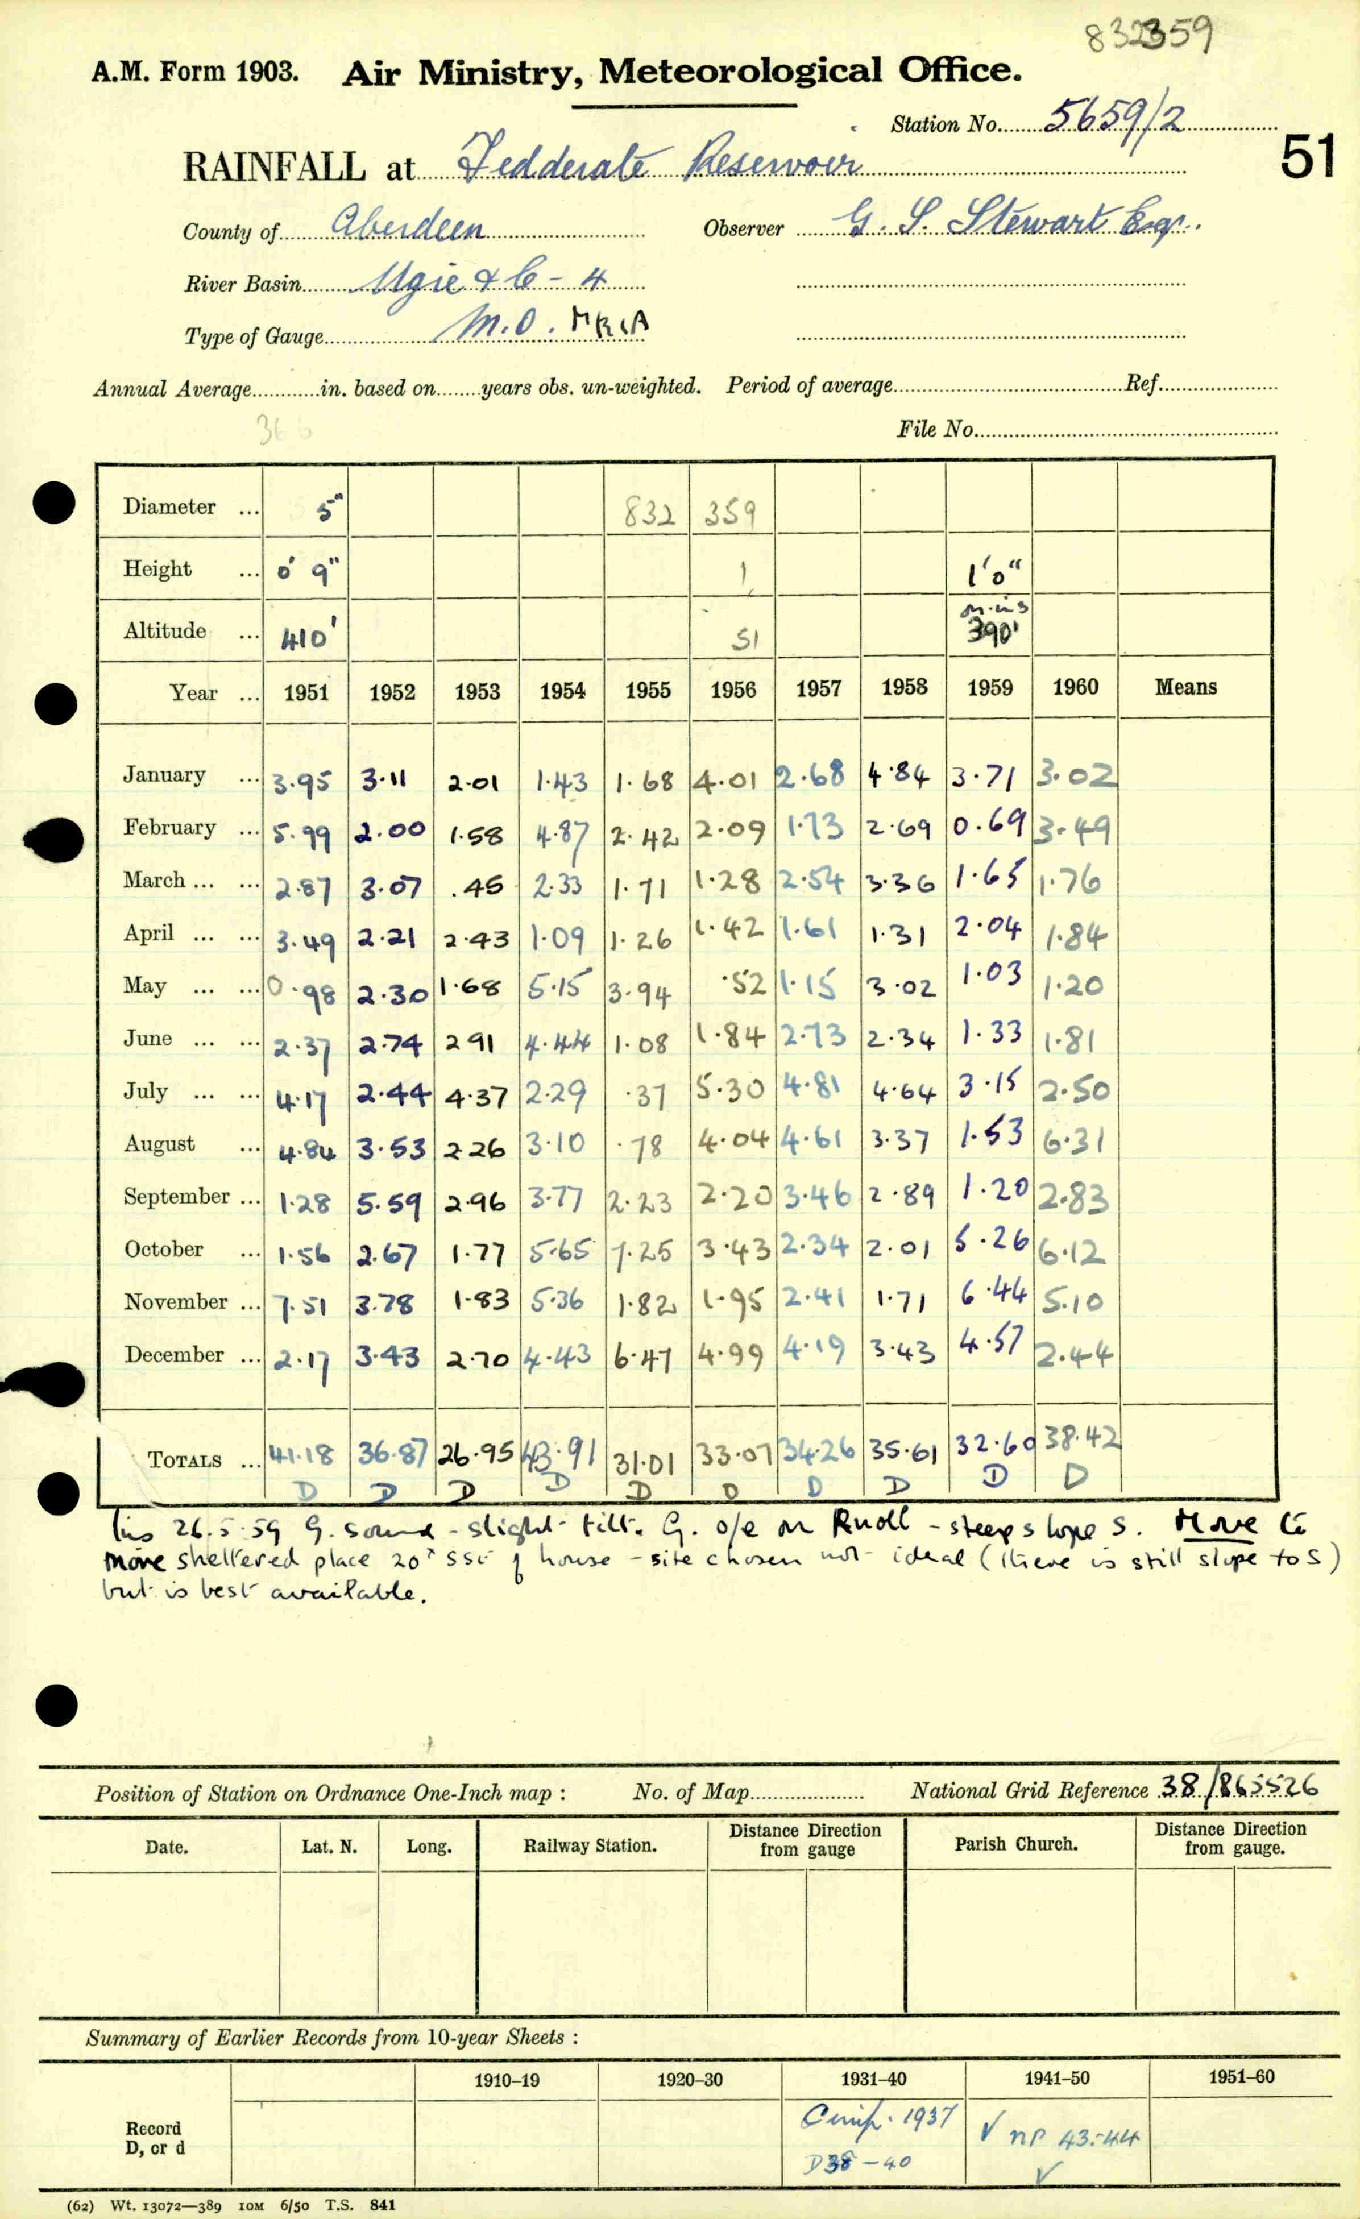 832359
A.M. Form 1903. Air Ministry, Meteorological Office.
Station No. 5659/2
51
RAINFALL at Fedderate Reservoir
County of Aberdeen Observer G. S. Stewart Esq.
River Basin Ugie & C - 4
Type of Gauge M.O. MK IA
Annual Average in. based on years obs. un-weighted. Period of average Ref.
366
File No.
Diameter ... 5" 832 359
Height ... 0' 9" 1 1'0"
m.ins
Altitude ... 410' 51 390'
Year ... 1951 1952 1953 1954 1955 1956 1957 1958 1959 1960 Means
January ... 3.95 3.11 2.01 1.43 1.68 4.01 2.68 4.84 3.71 3.02
February ... 5.99 2.00 1.58 4.87 2.42 2.09 1.73 2.69 0.69 3.49
March ... ... 2.87 3.07 .45 2.33 1.71 1.28 2.54 3.36 1.65 1.76
April ... ... 3.49 2.21 2.43 1.09 1.26 1.42 1.61 1.31 2.04 1.84
May ... ... 0.98 2.30 1.68 5.15 3.94 .52 1.15 3.02 1.03 1.20
June ... ... 2.37 2.74 2.91 4.44 1.08 1.84 2.73 2.34 1.33 1.81
July ... ... 4.17 2.44 4.37 2.29 .37 5.30 4.81 4.64 3.15 2.50
August ... 4.84 3.53 2.26 3.10 .78 4.04 4.61 3.37 1.53 6.31
September ... 1.28 5.59 2.96 3.77 2.23 2.20 3.46 2.89 1.20 2.83
October ... 1.56 2.67 1.77 5.65 7.25 3.43 2.34 2.01 5.26 6.12
November ... 7.51 3.78 1.83 5.36 1.82 1.95 2.41 1.71 6.44 5.10
December ... 2.17 3.43 2.70 4.43 6.47 4.99 4.19 3.43 4.57 2.44
TOTALS ... 41.18 36.87 26.95 43.91 31.01 33.07 34.26 35.61 32.60 38.42
D D D D D D D D D D
Ins 26.5.59 G. sound - slight tilt. G. o/e on Knoll - steep slope S. Move to
more sheltered place 20x SSE of house - site chosen not ideal (there is still slope to S)
but is best available.
Position of Station on Ordnance One-Inch map : No. of Map National Grid Reference 38/865526
Date. Lat. N. Long. Railway Station. Distance Direction from gauge Parish Church. Distance Direction from gauge.
Summary of Earlier Records from 10-year Sheets :
1910–19 1920–30 1931–40 1941–50 1951–60
Record
D, or d
1937 √ np 43-44
D38-40 √
(62) Wt. 13072—389 10M 6/50 T.S. 841